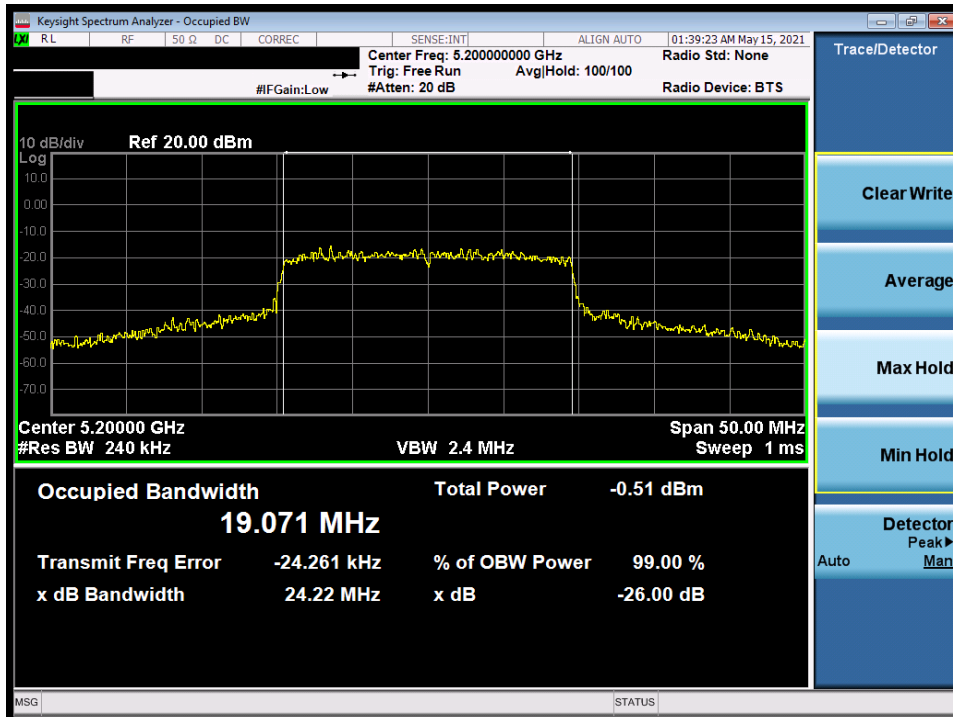 Keysight Spectrum Analyzer - Occupied BW
LXI RL RF 50 Ω DC CORREC SENSE:INT ALIGN AUTO 01:39:23 AM May 15, 2021
Center Freq: 5.200000000 GHz Radio Std: None
Trig: Free Run Avg|Hold: 100/100
#IFGain:Low #Atten: 20 dB Radio Device: BTS
Trace/Detector
10 dB/div Ref 20.00 dBm
Log
10.0
0.00
-10.0
-20.0
-30.0
-40.0
-50.0
-60.0
-70.0
Center 5.20000 GHz Span 50.00 MHz
#Res BW 240 kHz VBW 2.4 MHz Sweep 1 ms
Occupied Bandwidth Total Power -0.51 dBm
19.071 MHz
Transmit Freq Error -24.261 kHz % of OBW Power 99.00 %
x dB Bandwidth 24.22 MHz x dB -26.00 dB
Clear Write
Average
Max Hold
Min Hold
Detector
Peak▶
Auto Man
MSG STATUS